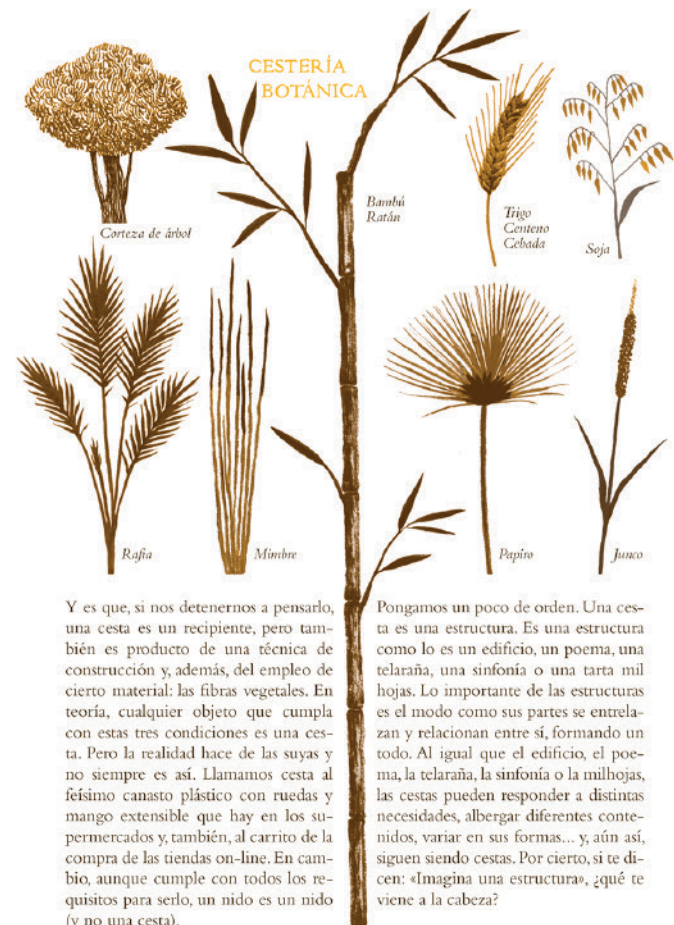 CESTERÍA
BOTÁNICA
Corteza de árbol
Bambú
Ratán
Trigo
Centeno
Cebada
Soja
Rafia
Mimbre
Papiro
Junco
Y es que, si nos detenernos a pensarlo,
una cesta es un recipiente, pero tam-
bién es producto de una técnica de
construcción y, además, del empleo de
cierto material: las fibras vegetales. En
teoría, cualquier objeto que cumpla
con estas tres condiciones es una ces-
ta. Pero la realidad hace de las suyas y
no siempre es así. Llamamos cesta al
feísimo canasto plástico con ruedas y
mango extensible que hay en los su-
permercados y, también, al carrito de la
compra de las tiendas on-line. En cam-
bio, aunque cumple con todos los re-
quisitos para serlo, un nido es un nido
(y no una cesta).
Pongamos un poco de orden. Una ces-
ta es una estructura. Es una estructura
como lo es un edificio, un poema, una
telaraña, una sinfonía o una tarta mil
hojas. Lo importante de las estructuras
es el modo como sus partes se entrela-
zan y relacionan entre sí, formando un
todo. Al igual que el edificio, el poe-
ma, la telaraña, la sinfonía o la milhojas,
las cestas pueden responder a distintas
necesidades, albergar diferentes conte-
nidos, variar en sus formas... y, aún así,
siguen siendo cestas. Por cierto, si te di-
cen: «Imagina una estructura», ¿qué te
viene a la cabeza?